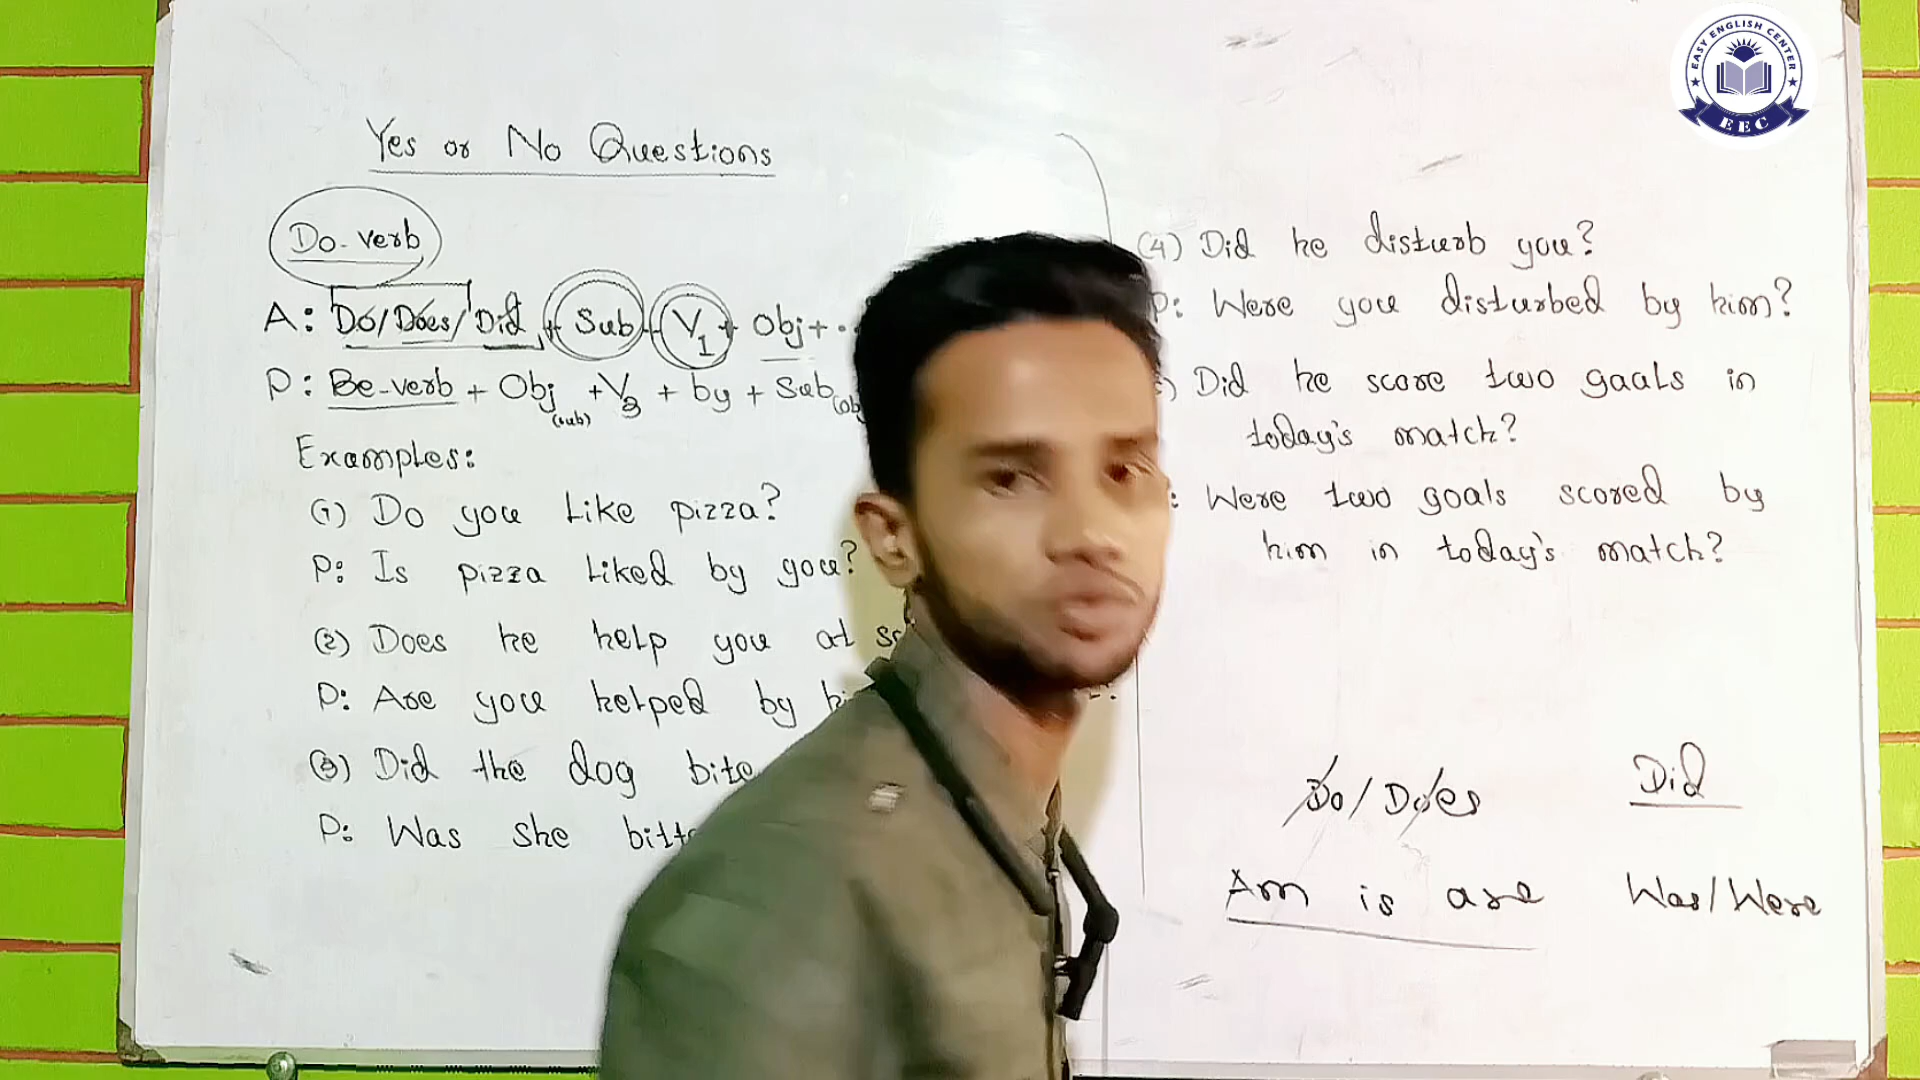 Yes or No Questions
Do-verb
A: Do/Does/Did + Sub + V1 + Obj + ..
P: Be-verb + Obj (sub) + V3 + by + Sub
Examples:
(1) Do you like pizza?
P: Is pizza liked by you?
(2) Does he help you at
P: Are you helped by
(3) Did the dog bite
P: Was she
(4) Did he disturb you?
P: Were you disturbed by him?
Did he score two goals in
today's match?
: Were two goals scored by
him in today's match?
Do/Does Did
Am is are Was/Were
EASY ENGLISH CENTER
EEC